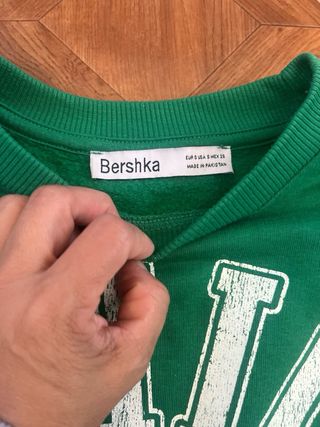 Bershka
EUR S USA S MEX 26
MADE IN PAKISTAN